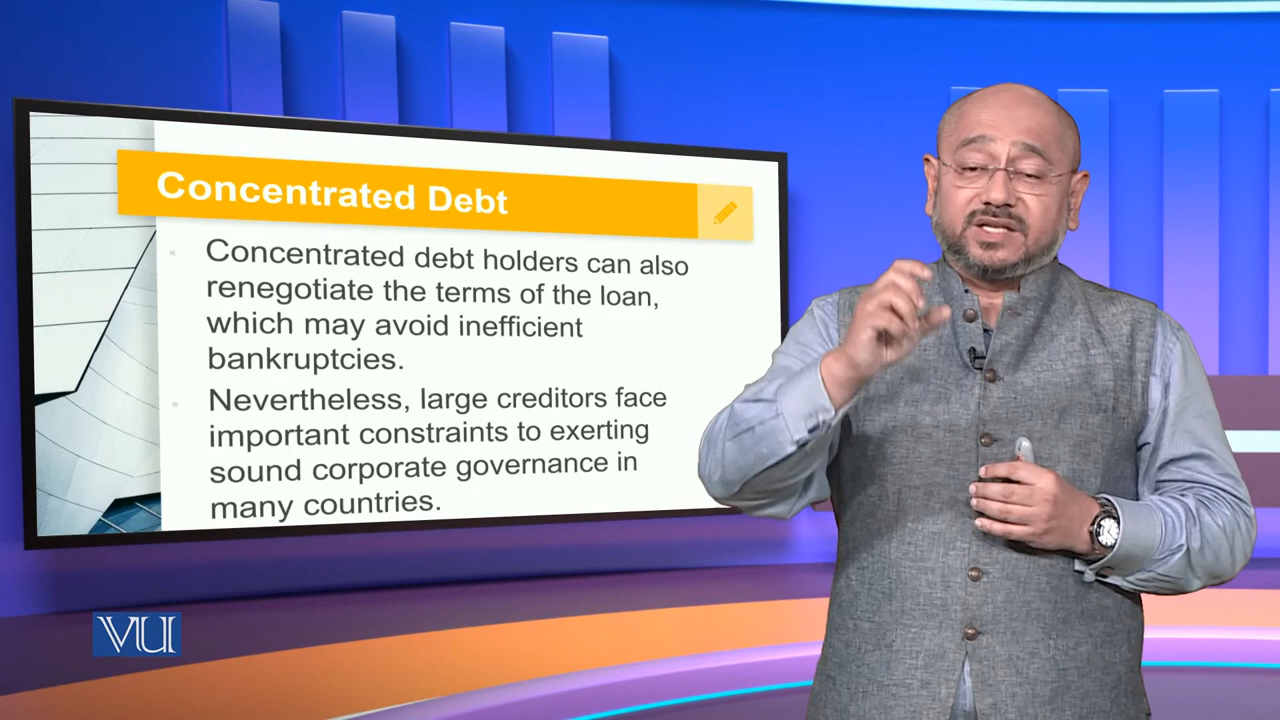 Concentrated Debt
Concentrated debt holders can also
renegotiate the terms of the loan,
which may avoid inefficient
bankruptcies.
Nevertheless, large creditors face
important constraints to exerting
sound corporate governance in
many countries.
VU